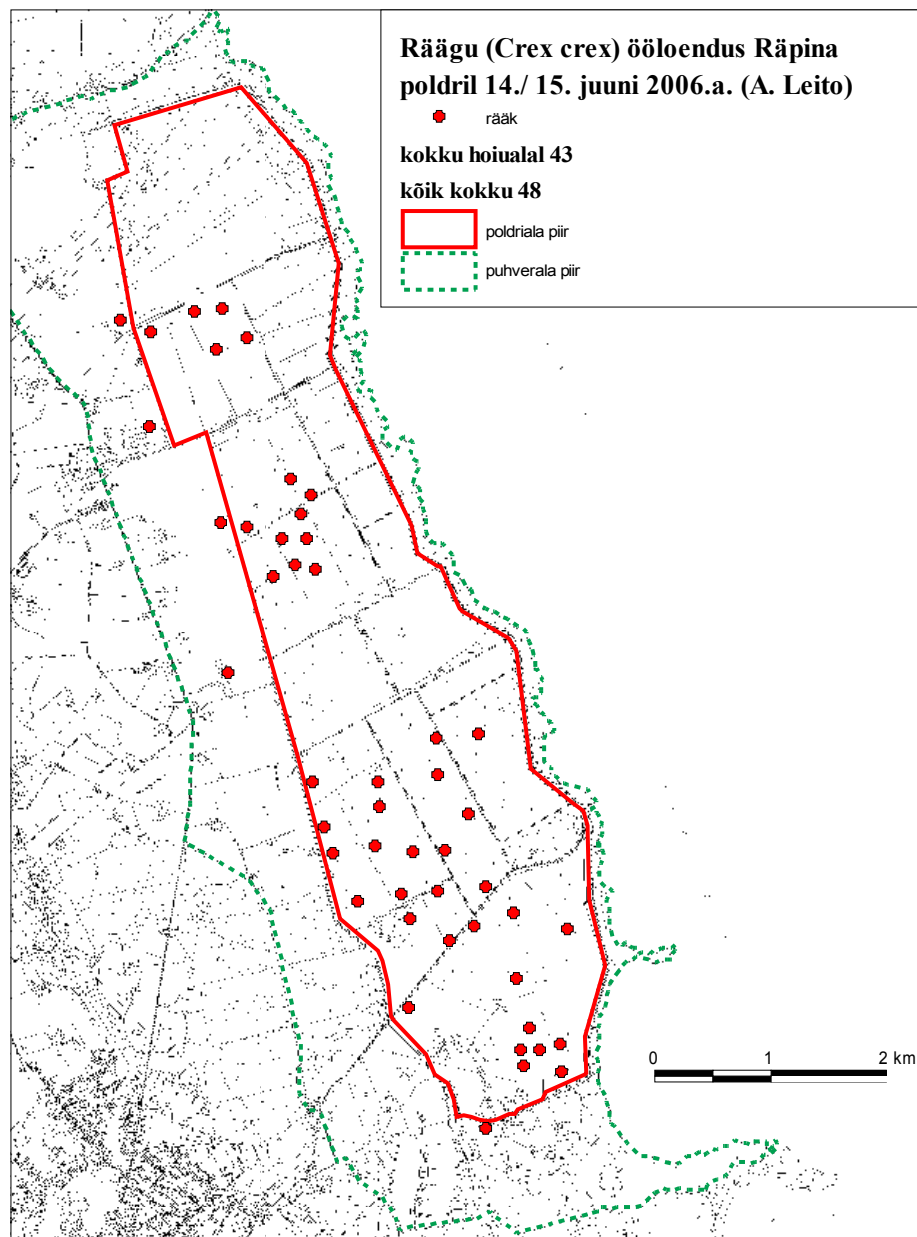 Räägu (Crex crex) ööloendus Räpina
poldril 14./ 15. juuni 2006.a. (A. Leito)
rääk
kokku hoiualal 43
kõik kokku 48
poldriala piir
puhverala piir
0 1 2 km